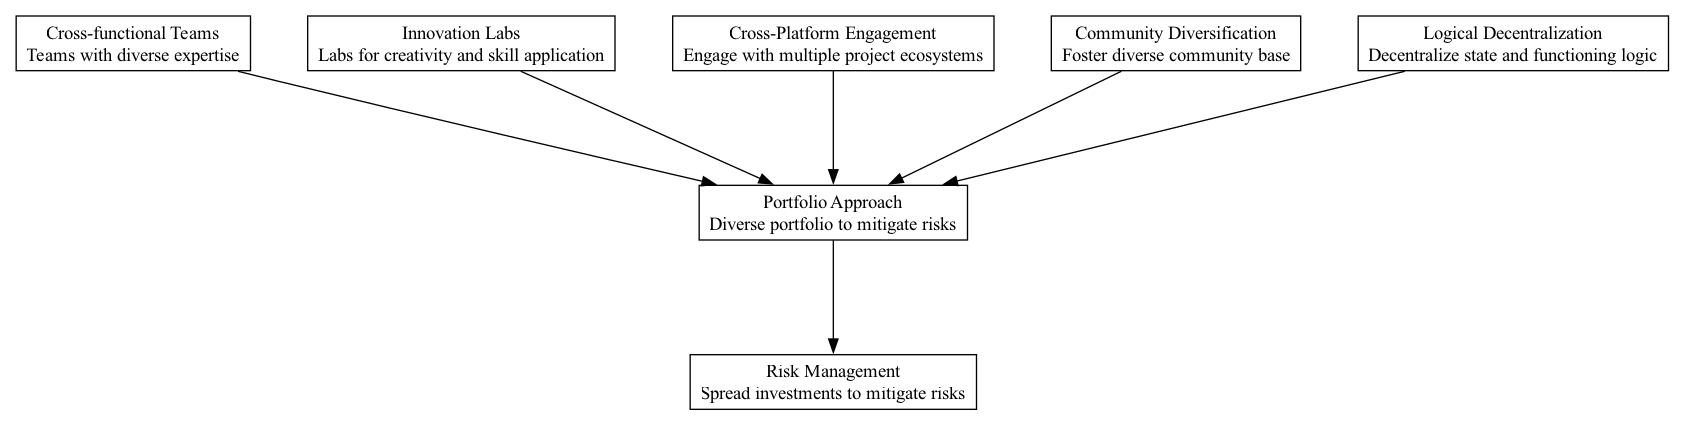 Cross-functional Teams
Teams with diverse expertise
Innovation Labs
Labs for creativity and skill application
Cross-Platform Engagement
Engage with multiple project ecosystems
Community Diversification
Foster diverse community base
Logical Decentralization
Decentralize state and functioning logic
Portfolio Approach
Diverse portfolio to mitigate risks
Risk Management
Spread investments to mitigate risks